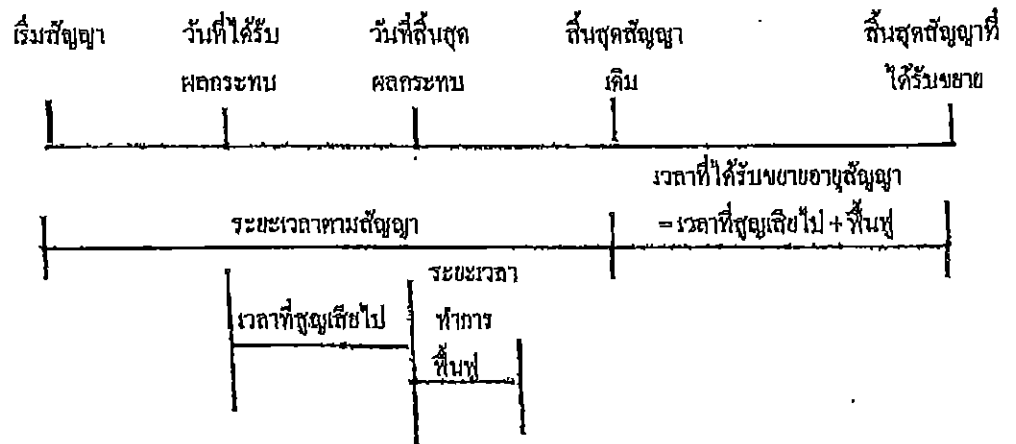 เริ่มสัญญา วันที่ได้รับ วันที่สิ้นสุด สิ้นสุดสัญญา สิ้นสุดสัญญาที่
ผลกระทบ ผลกระทบ เดิม ได้รับขยาย
เวลาที่ได้รับขยายอายุสัญญา
ระยะเวลาตามสัญญา =เวลาที่สูญเสียไป + ฟื้นฟู
ระยะเวลา
เวลาที่สูญเสียไป ทำการ
ฟื้นฟู